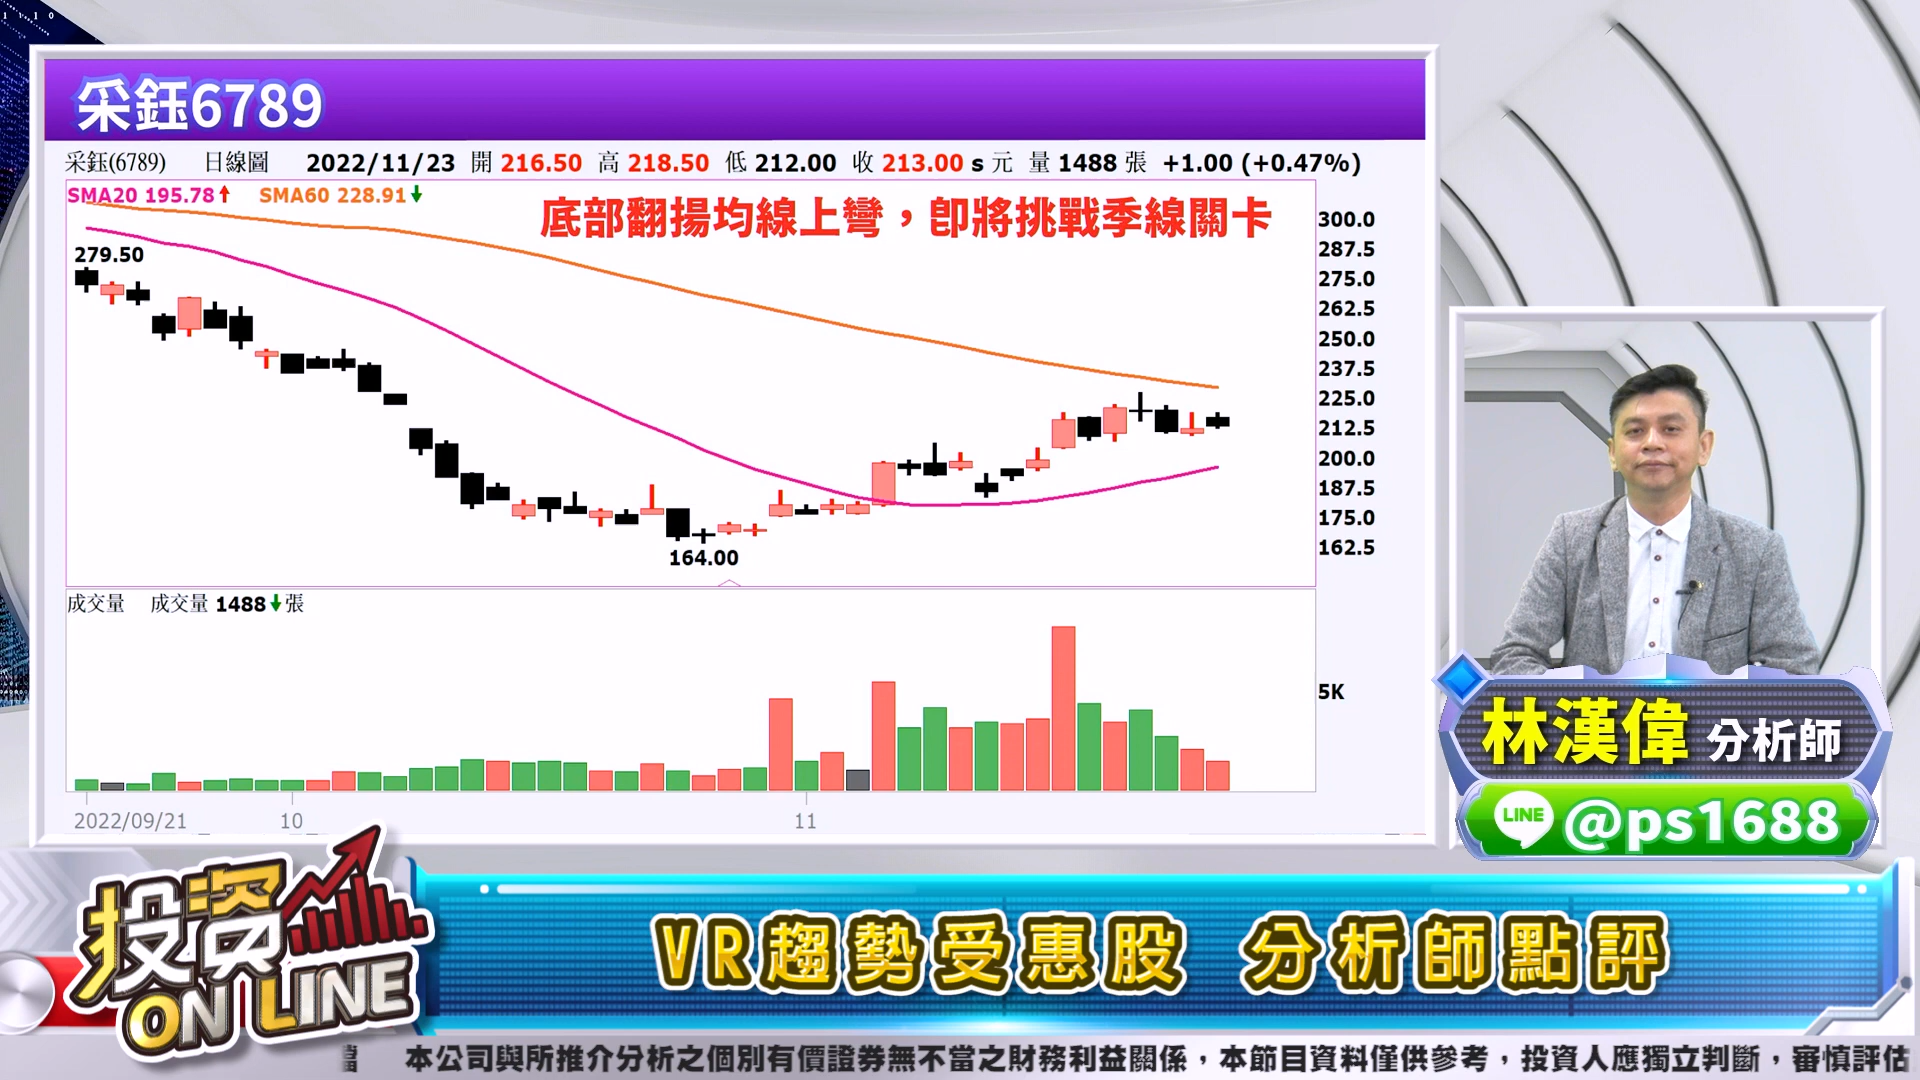 采鈺6789
采鈺(6789) 日線圖 2022/11/23 開 216.50 高 218.50 低 212.00 收 213.00 s 元 量 1488 張 +1.00 (+0.47%)
SMA20 195.78↑ SMA60 228.91↓
底部翻揚均線上彎，即將挑戰季線關卡
279.50
164.00
300.0
287.5
275.0
262.5
250.0
237.5
225.0
212.5
200.0
187.5
175.0
162.5
成交量 成交量 1488↓張
5K
2022/09/21 10 11
林漢偉 分析師
LINE @ps1688
投資
ON LINE
VR趨勢受惠股 分析師點評
本公司與所推介分析之個別有價證券無不當之財務利益關係，本節目資料僅供參考，投資人應獨立判斷，審慎評估